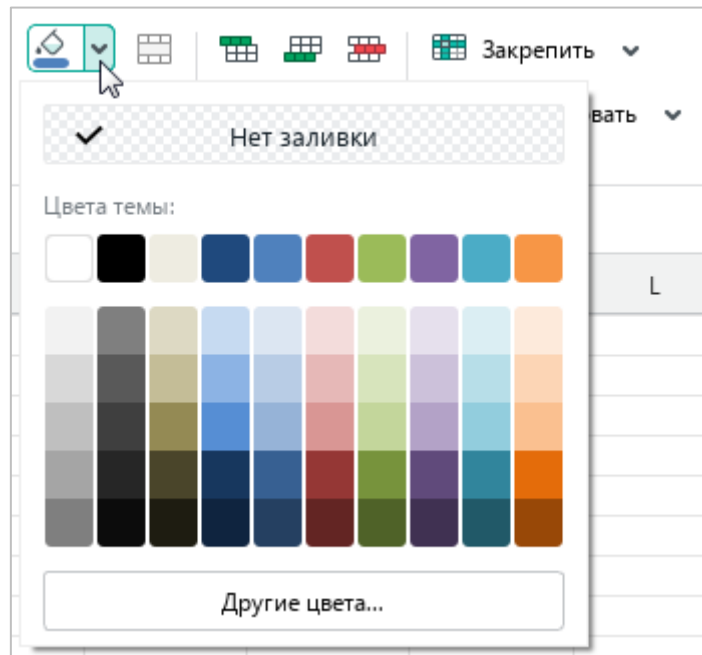 Закрепить
вать
Нет заливки
Цвета темы:
L
Другие цвета...